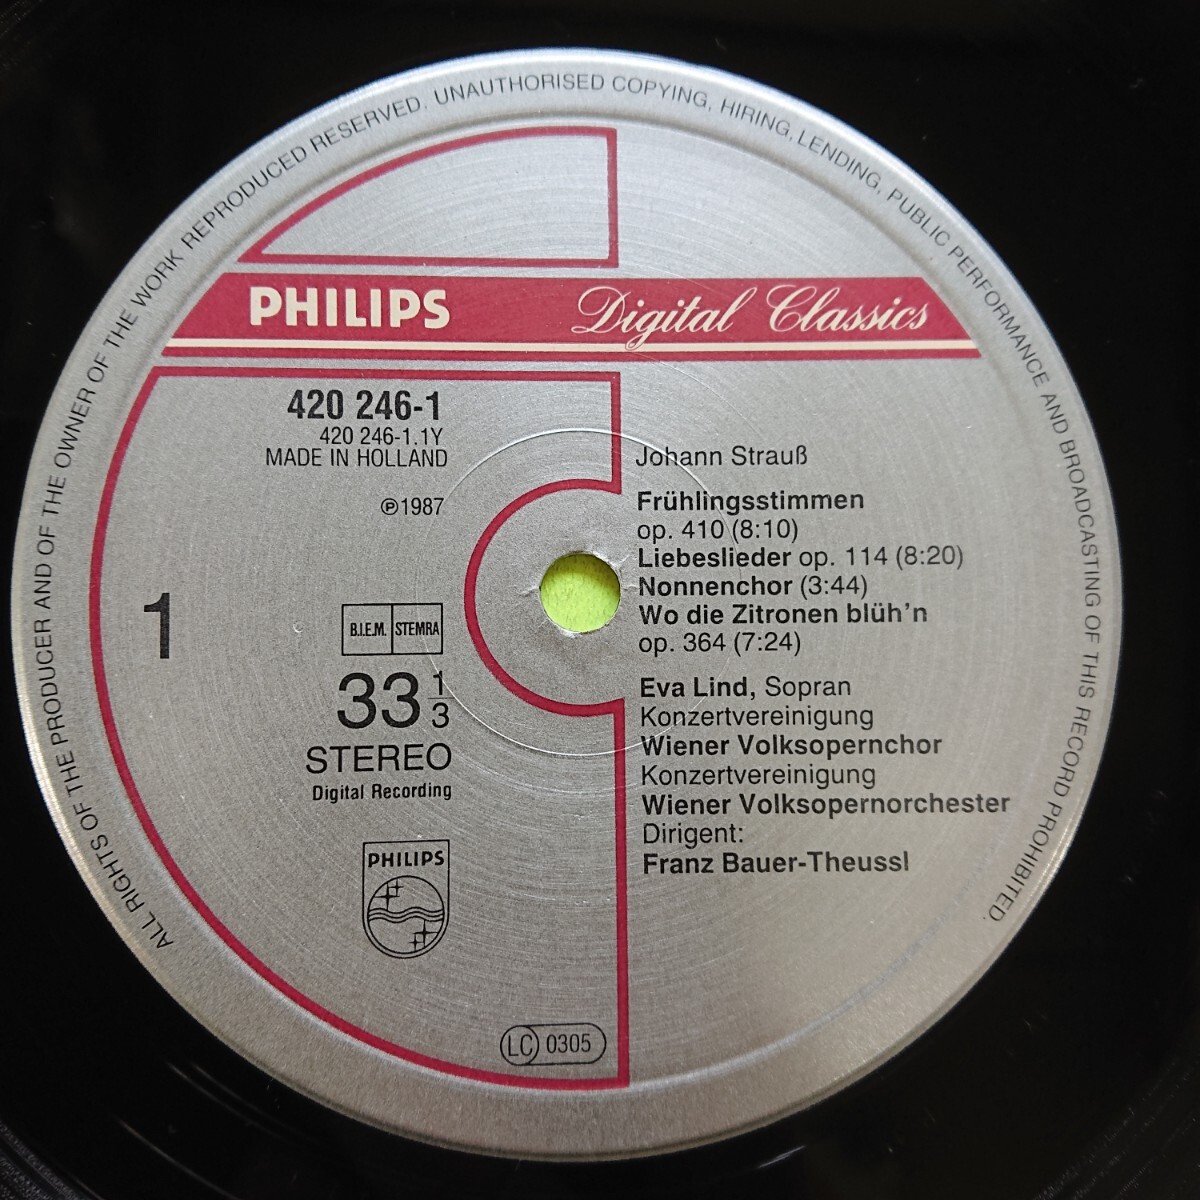 ALL RIGHTS OF THE PRODUCER AND OF THE OWNER OF THE WORK REPRODUCED RESERVED. UNAUTHORISED COPYING, HIRING, LENDING, PUBLIC PERFORMANCE AND BROADCASTING OF THIS RECORD PROHIBITED.
PHILIPS Digital Classics
420 246-1
420 246-1.1Y
MADE IN HOLLAND
℗1987
1
B.I.E.M. STEMRA
33 1/3
STEREO
Digital Recording
PHILIPS
LC 0305
Johann Strauß
Frühlingsstimmen
op. 410 (8:10)
Liebeslieder op. 114 (8:20)
Nonnenchor (3:44)
Wo die Zitronen blüh'n
op. 364 (7:24)
Eva Lind, Sopran
Konzertvereinigung
Wiener Volksopernchor
Konzertvereinigung
Wiener Volksopernorchester
Dirigent:
Franz Bauer-Theussl